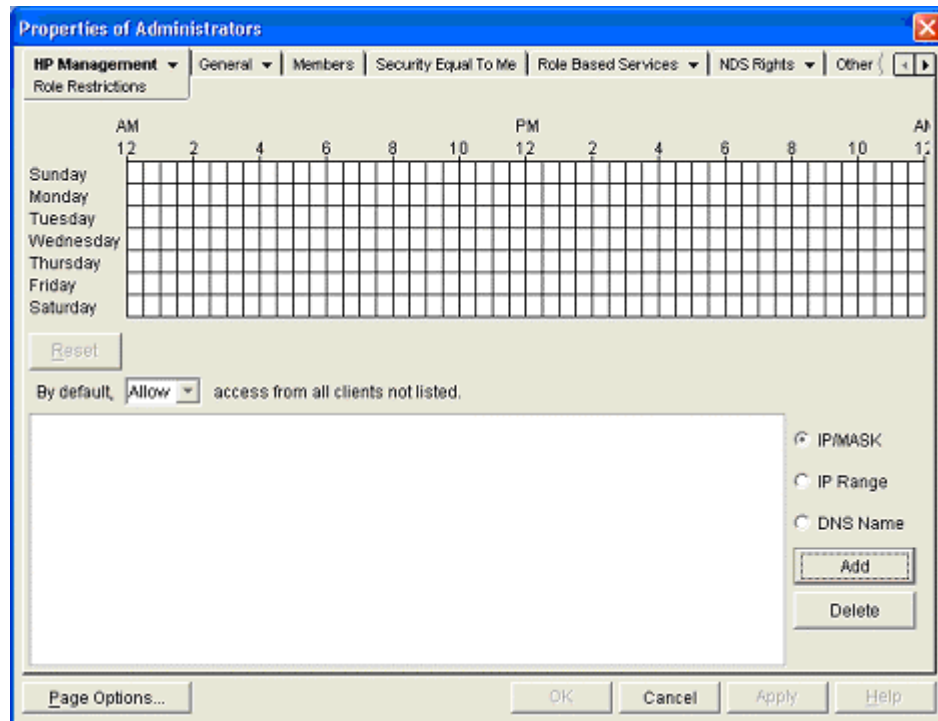 Properties of Administrators
HP Management General Members Security Equal To Me Role Based Services NDS Rights Other
Role Restrictions
AM PM AM
12 2 4 6 8 10 12 2 4 6 8 10 12
Sunday
Monday
Tuesday
Wednesday
Thursday
Friday
Saturday
Reset
By default, Allow access from all clients not listed.
IP/MASK
IP Range
DNS Name
Add
Delete
Page Options... OK Cancel Apply Help